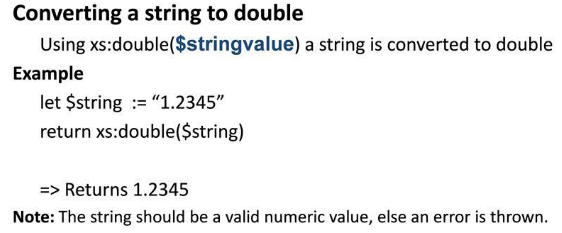 Converting a string to double
Using xs:double($stringvalue) a string is converted to double
Example
let $string := “1.2345”
return xs:double($string)
=> Returns 1.2345
Note: The string should be a valid numeric value, else an error is thrown.